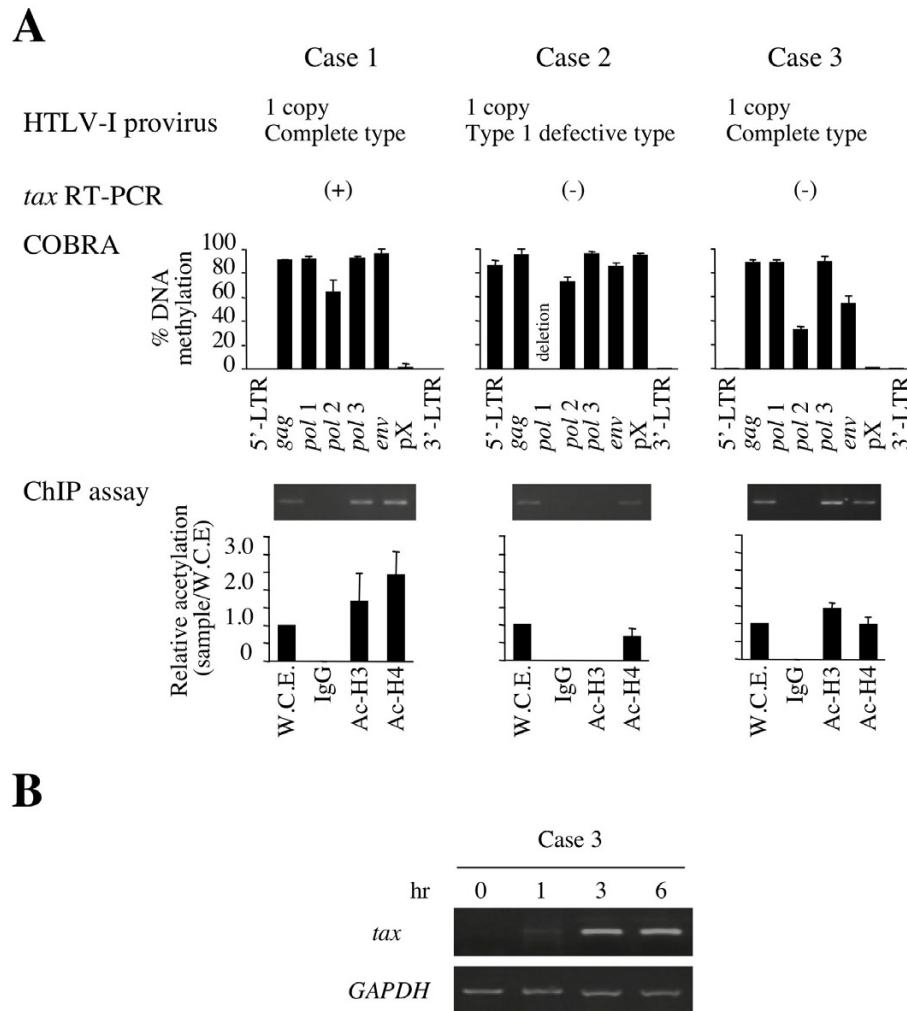 A
Case 1 Case 2 Case 3
HTLV-I provirus
1 copy
Complete type
1 copy
Type 1 defective type
1 copy
Complete type
tax RT-PCR (+) (-) (-)
COBRA
% DNA
methylation
100
80
60
40
20
0
deletion
5’-LTR gag pol 1 pol 2 pol 3 env pX 3’-LTR
5’-LTR gag pol 1 pol 2 pol 3 env pX 3’-LTR
5’-LTR gag pol 1 pol 2 pol 3 env pX 3’-LTR
ChIP assay
Relative acetylation
(sample/W.C.E)
3.0
2.0
1.0
0
W.C.E. IgG Ac-H3 Ac-H4
W.C.E. IgG Ac-H3 Ac-H4
W.C.E. IgG Ac-H3 Ac-H4
B
Case 3
hr 0 1 3 6
tax
GAPDH